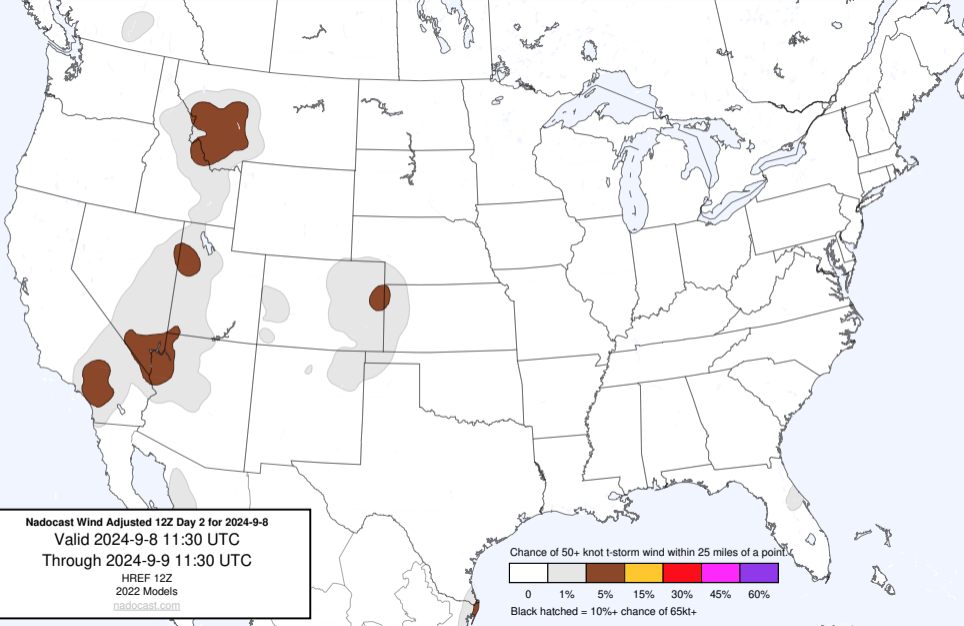 Nadocast Wind Adjusted 12Z Day 2 for 2024-9-8
Valid 2024-9-8 11:30 UTC
Through 2024-9-9 11:30 UTC
HREF 12Z
2022 Models
nadocast.com
Chance of 50+ knot t-storm wind within 25 miles of a point.
0 1% 5% 15% 30% 45% 60%
Black hatched = 10%+ chance of 65kt+